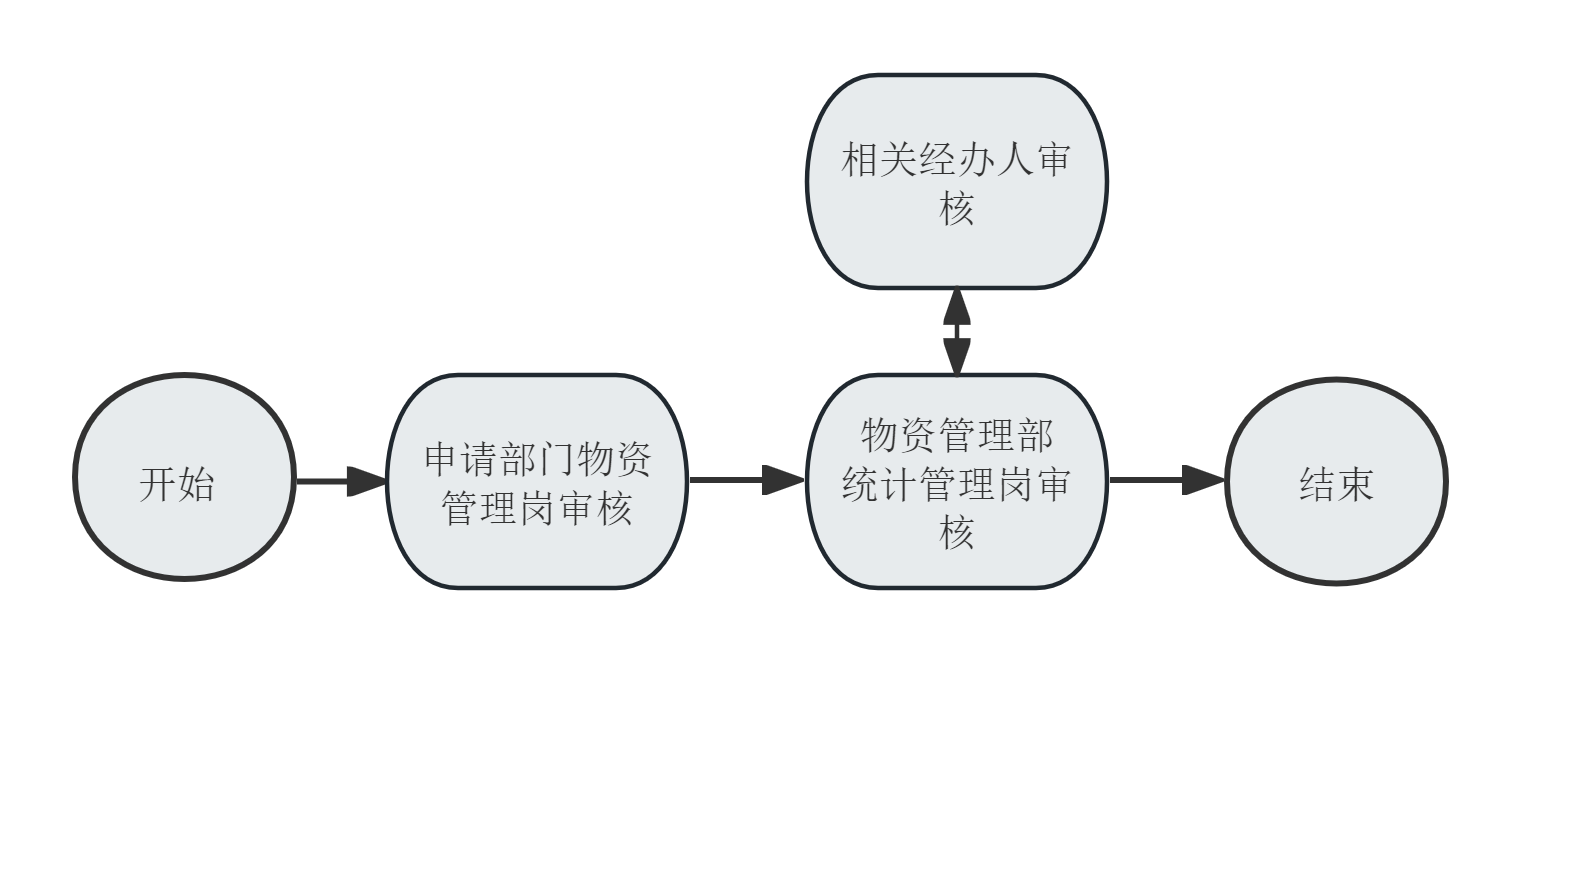 相关经办人审
核
开始
申请部门物资
管理岗审核
物资管理部
统计管理岗审
核
结束